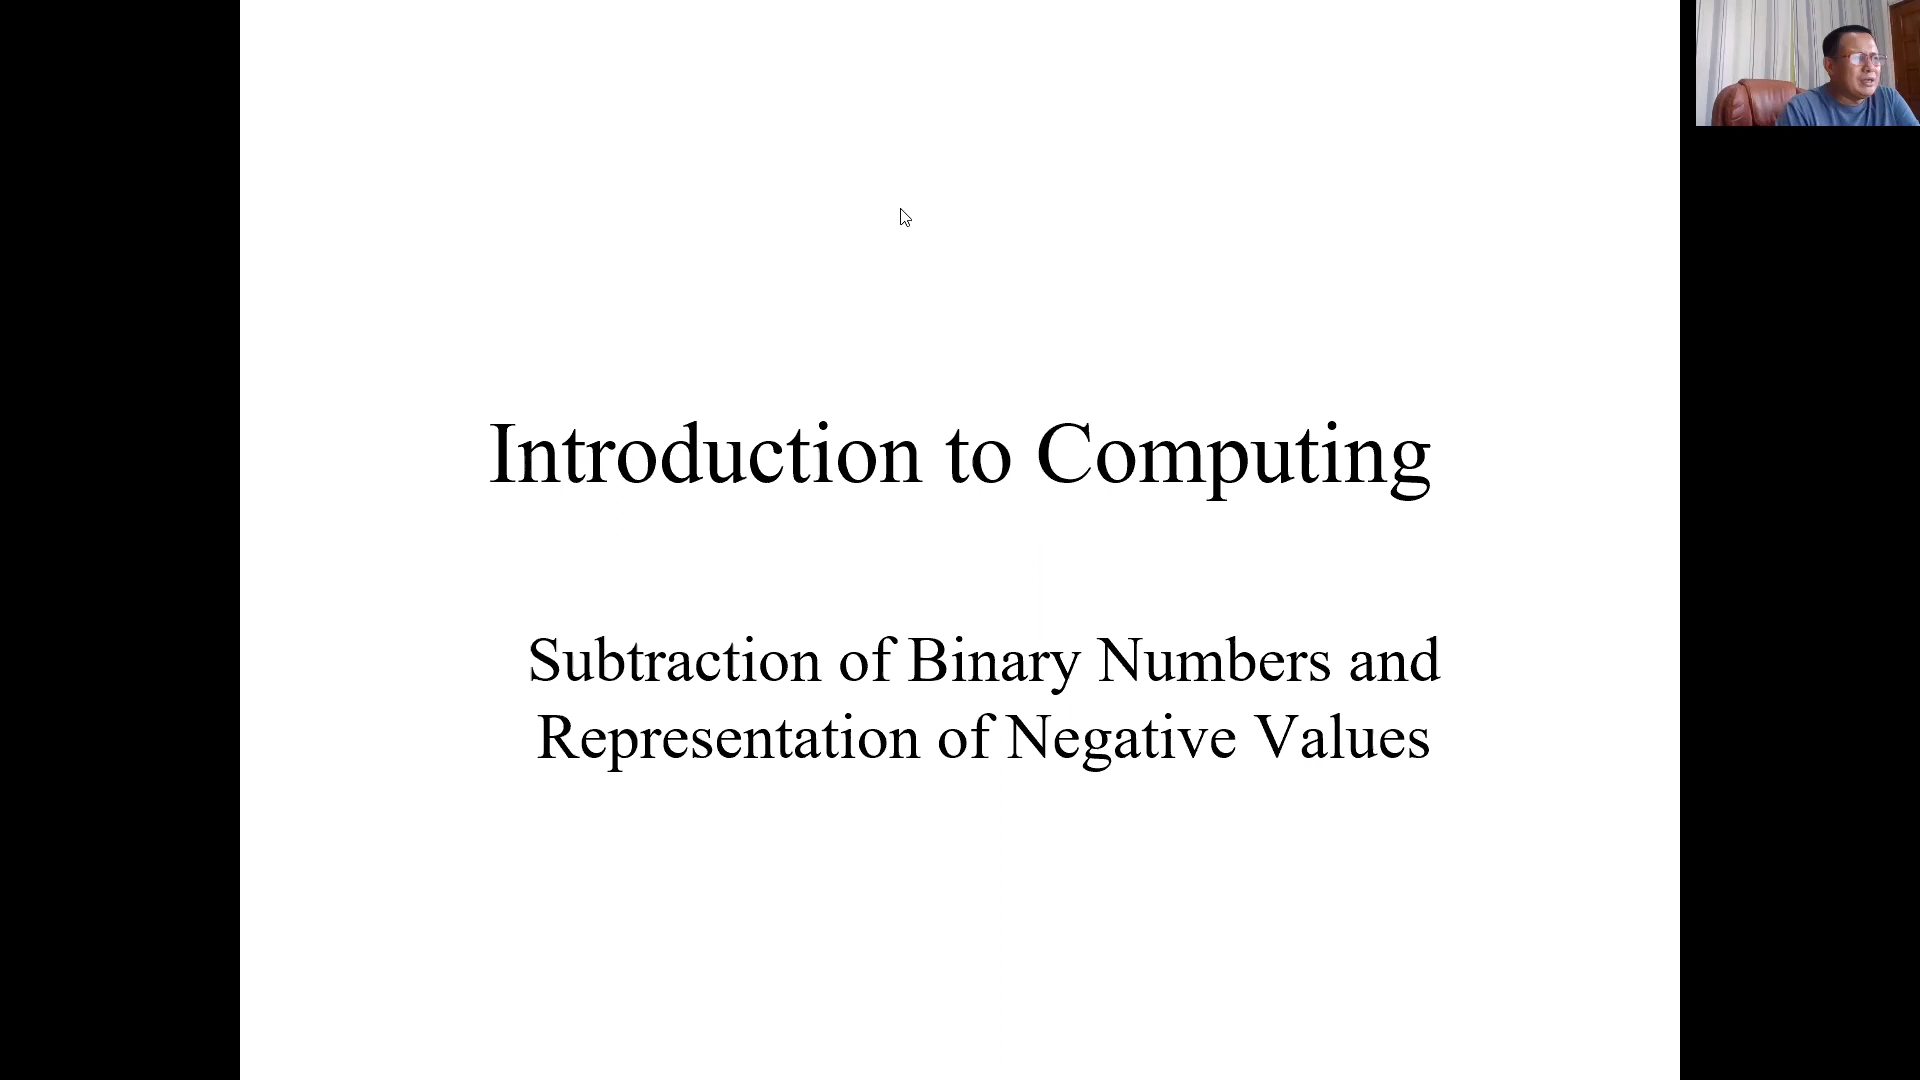 Introduction to Computing
Subtraction of Binary Numbers and
Representation of Negative Values